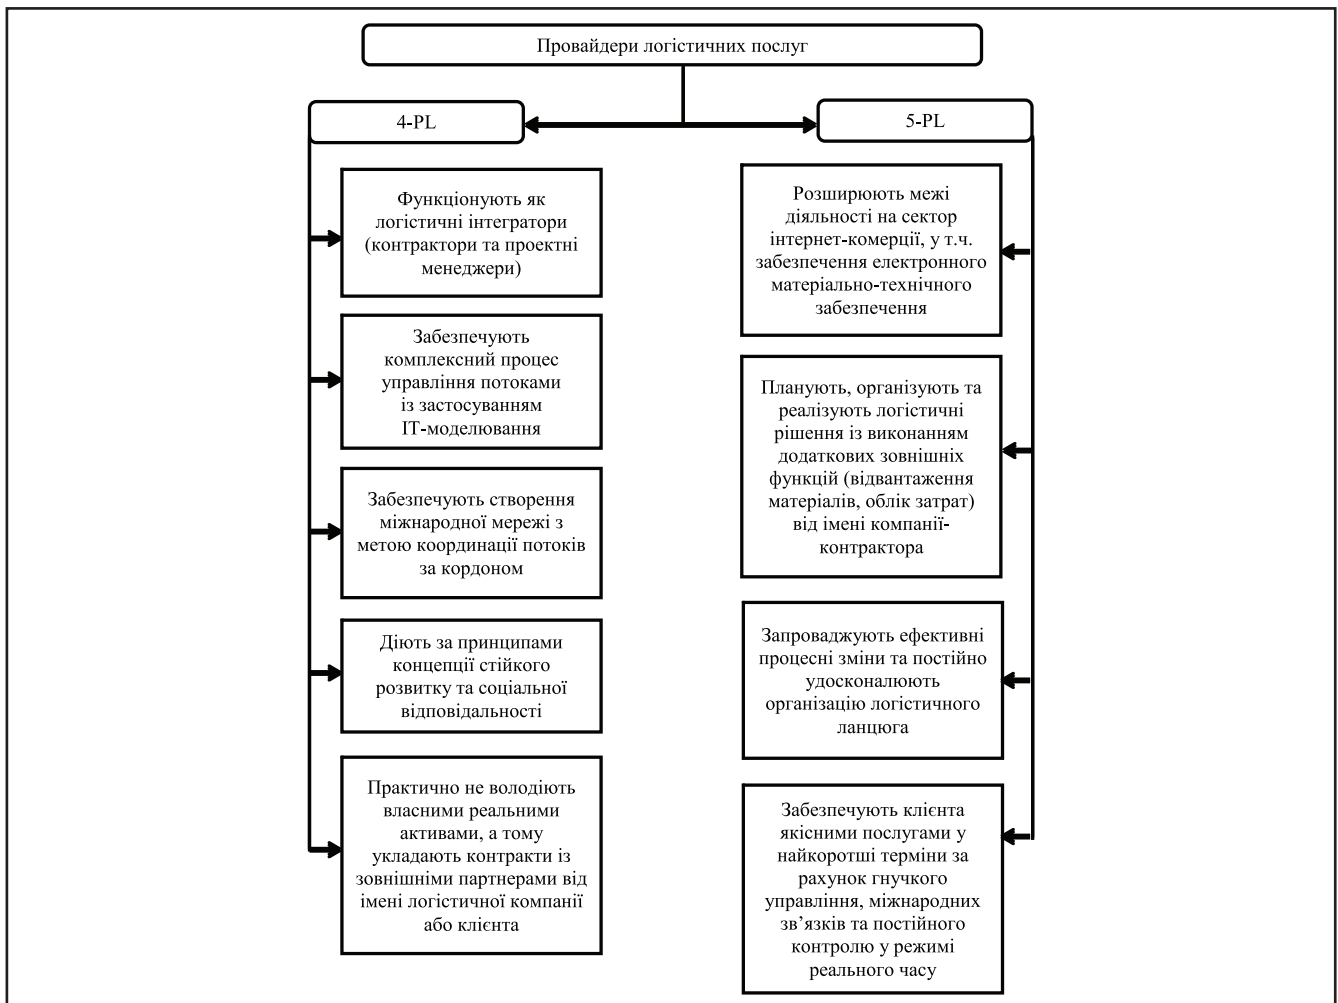 Провайдери логістичних послуг
4-PL
Функціонують як
логістичні інтегратори
(контрактори та проектні
менеджери)
Забезпечують
комплексний процес
управління потоками
із застосуванням
ІТ-моделювання
Забезпечують створення
міжнародної мережі з
метою координації потоків
за кордоном
Діють за принципами
концепції стійкого
розвитку та соціальної
відповідальності
Практично не володіють
власними реальними
активами, а тому
укладають контракти із
зовнішніми партнерами від
імені логістичної компанії
або клієнта
5-PL
Розширюють межі
діяльності на сектор
інтернет-комерції, у т.ч.
забезпечення електронного
матеріально-технічного
забезпечення
Планують, організують та
реалізують логістичні
рішення із виконанням
додаткових зовнішніх
функцій (відвантаження
матеріалів, облік затрат)
від імені компанії-
контрактора
Запроваджують ефективні
процесні зміни та постійно
удосконалюють
організацію логістичного
ланцюга
Забезпечують клієнта
якісними послугами у
найкоротші терміни за
рахунок гнучкого
управління, міжнародних
зв’язків та постійного
контролю у режимі
реального часу